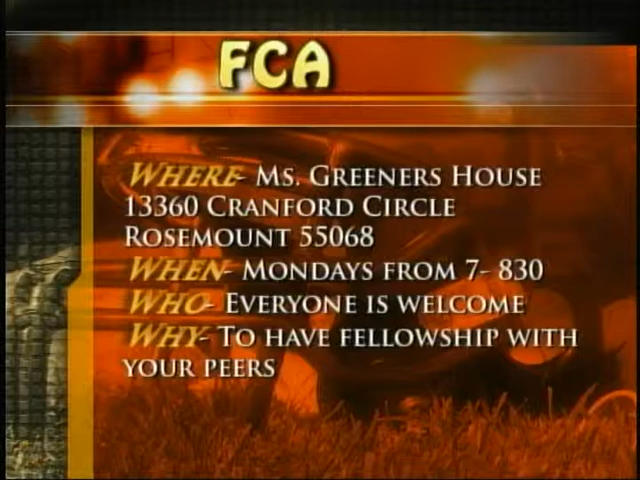 FCA
Where- Ms. Greeners House
13360 Cranford Circle
Rosemount 55068
When- Mondays from 7- 830
Who- Everyone is welcome
Why- To have fellowship with
your peers